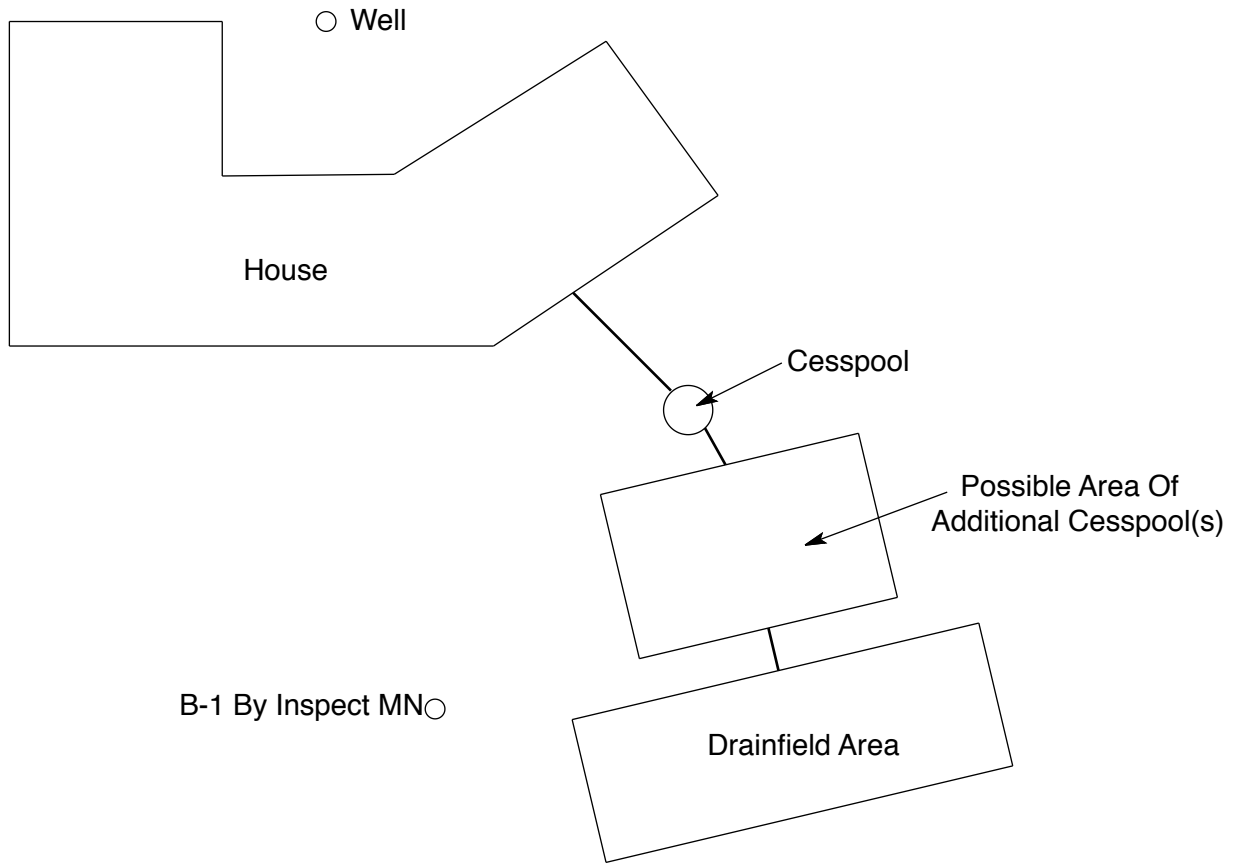 Well
House
Cesspool
Possible Area Of
Additional Cesspool(s)
B-1 By Inspect MN
Drainfield Area